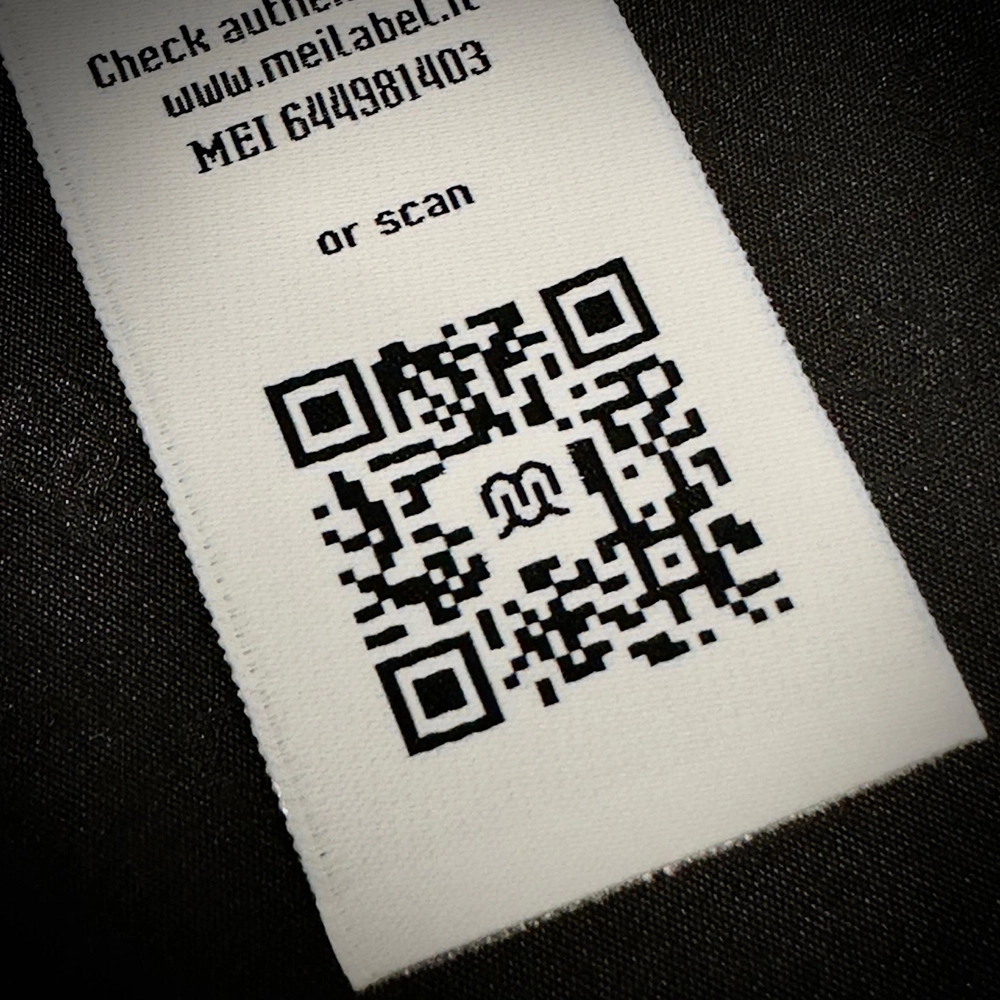 Check
www.meilabel.it
MEI 644981403
or scan